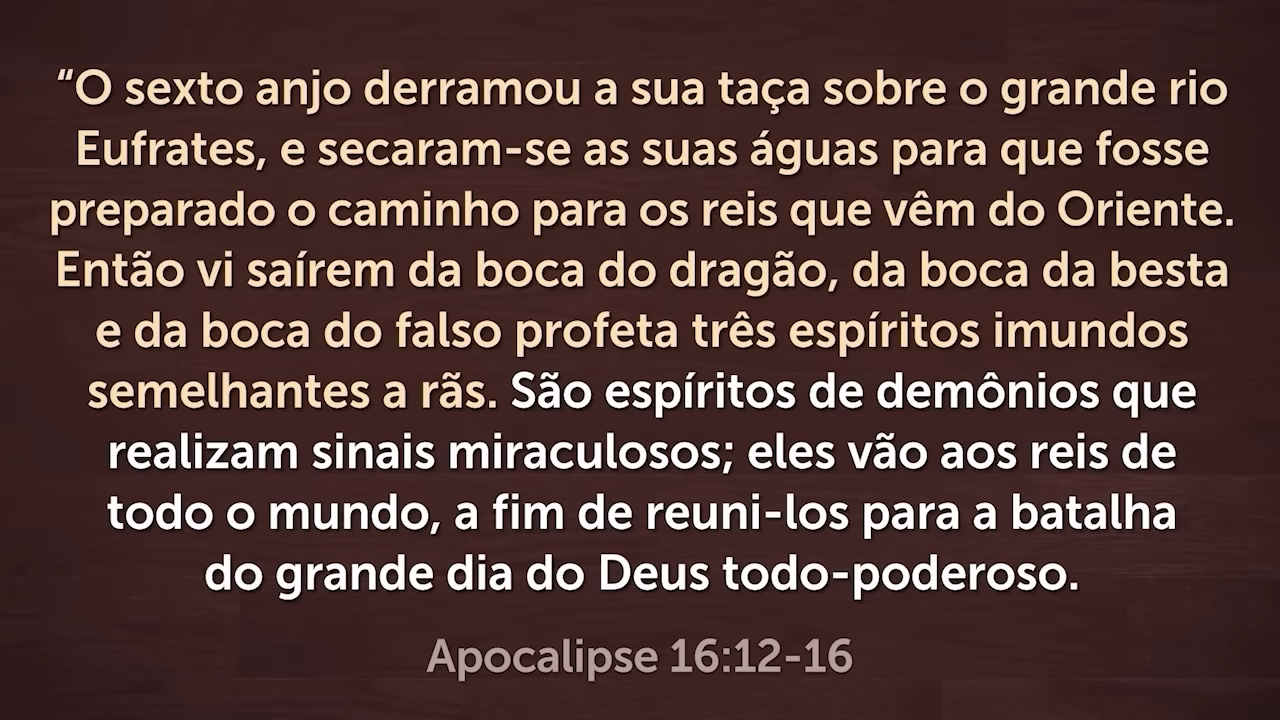 “O sexto anjo derramou a sua taça sobre o grande rio
Eufrates, e secaram-se as suas águas para que fosse
preparado o caminho para os reis que vêm do Oriente.
Então vi saírem da boca do dragão, da boca da besta
e da boca do falso profeta três espíritos imundos
semelhantes a rãs. São espíritos de demônios que
realizam sinais miraculosos; eles vão aos reis de
todo o mundo, a fim de reuni-los para a batalha
do grande dia do Deus todo-poderoso.
Apocalipse 16:12-16